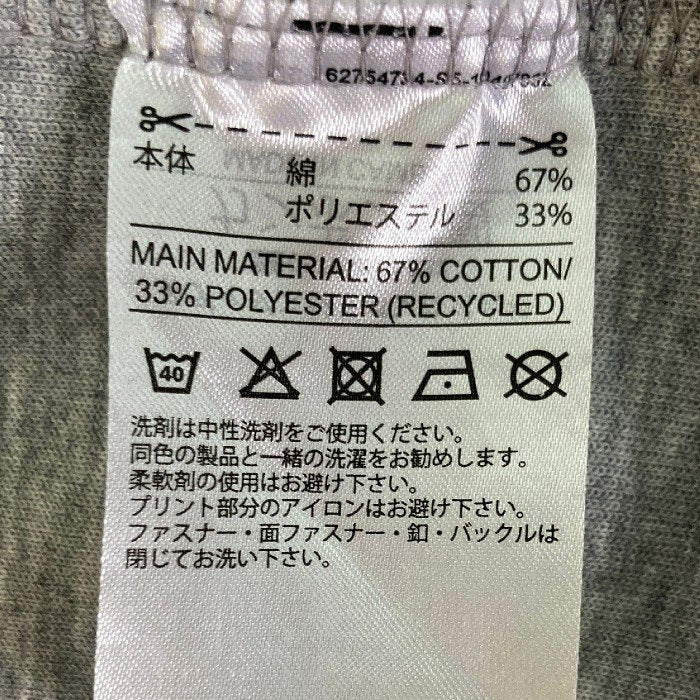 本体 綿 67%
ポリエステル 33%
MAIN MATERIAL: 67% COTTON/
33% POLYESTER (RECYCLED)
40
洗剤は中性洗剤をご使用ください。
同色の製品と一緒の洗濯をお勧めします。
柔軟剤の使用はお避け下さい。
プリント部分のアイロンはお避け下さい。
ファスナー・面ファスナー・釦・バックルは
閉じてお洗い下さい。